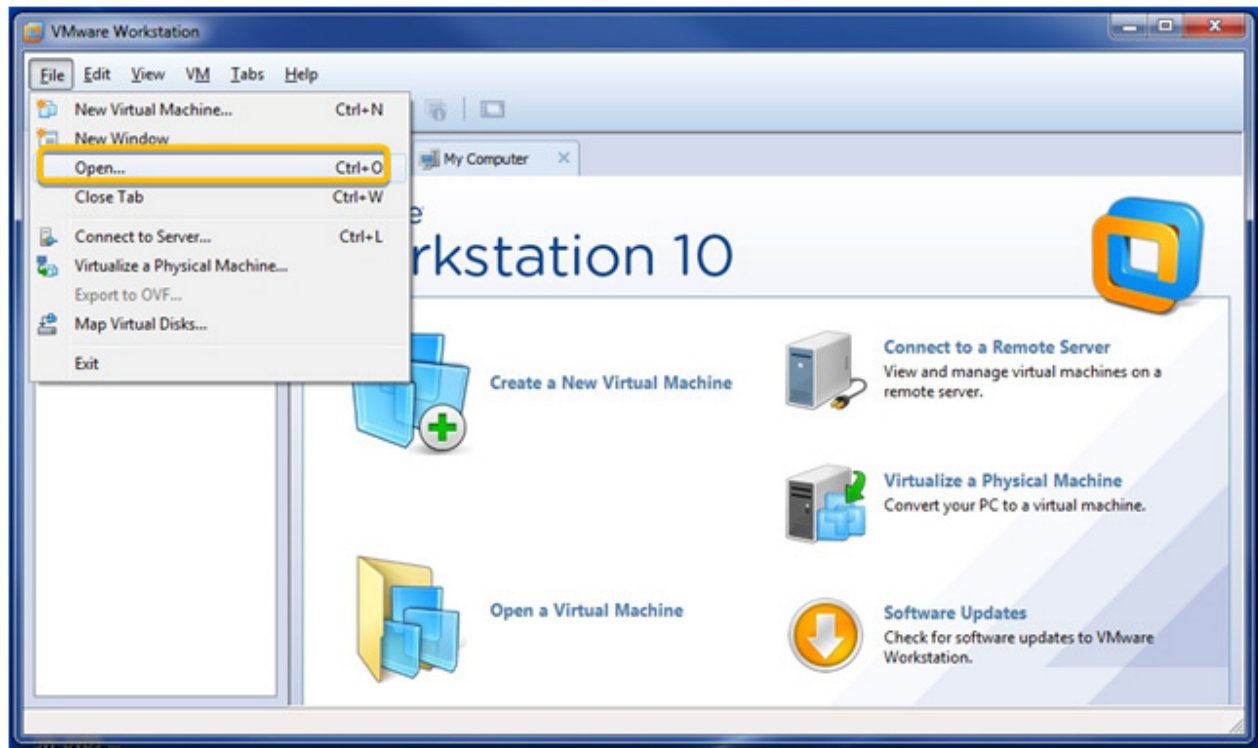 VMware Workstation
File Edit View VM Tabs Help
New Virtual Machine... Ctrl+N
New Window
Open... Ctrl+O
Close Tab Ctrl+W
Connect to Server... Ctrl+L
Virtualize a Physical Machine...
Export to OVF...
Map Virtual Disks...
Exit
My Computer
rkstation 10
Create a New Virtual Machine
Open a Virtual Machine
Connect to a Remote Server
View and manage virtual machines on a
remote server.
Virtualize a Physical Machine
Convert your PC to a virtual machine.
Software Updates
Check for software updates to VMware
Workstation.